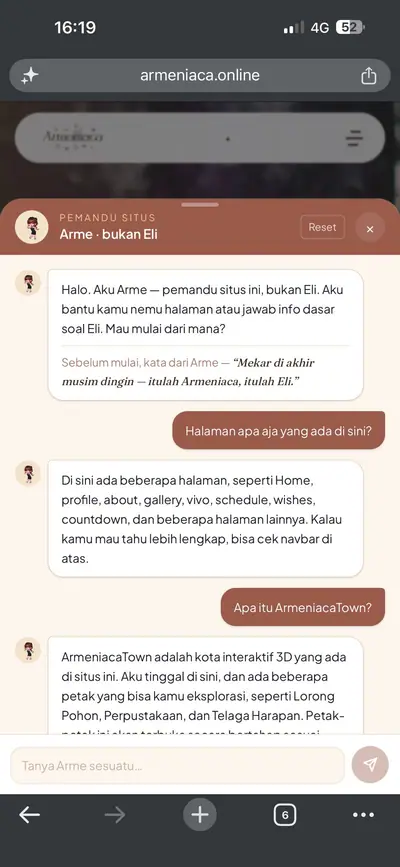 16:19
4G
52
armeniaca.online
Armeniaca
PEMANDU SITUS
Arme · bukan Eli
Reset
×
Halo. Aku Arme — pemandu situs ini, bukan Eli. Aku
bantu kamu nemu halaman atau jawab info dasar
soal Eli. Mau mulai dari mana?
Sebelum mulai, kata dari Arme — “Mekar di akhir
musim dingin — itulah Armeniaca, itulah Eli.”
Halaman apa aja yang ada di sini?
Di sini ada beberapa halaman, seperti Home,
profile, about, gallery, vivo, schedule, wishes,
countdown, dan beberapa halaman lainnya. Kalau
kamu mau tahu lebih lengkap, bisa cek navbar di
atas.
Apa itu ArmeniacaTown?
ArmeniacaTown adalah kota interaktif 3D yang ada
di situs ini. Aku tinggal di sini, dan ada beberapa
petak yang bisa kamu eksplorasi, seperti Lorong
Pohon, Perpustakaan, dan Telaga Harapan. Petak-
Tanya Arme sesuatu...
6